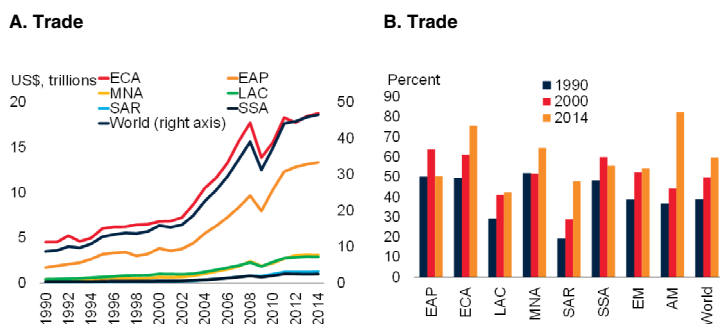 A. Trade
US$, trillions
ECA
EAP
MNA
LAC
SAR
SSA
World (right axis)
20
15
10
5
0
50
40
30
20
10
0
1990
1992
1994
1996
1998
2000
2002
2004
2006
2008
2010
2012
2014
B. Trade
Percent
1990
2000
2014
90
80
70
60
50
40
30
20
10
0
EAP
ECA
LAC
MNA
SAR
SSA
EM
AM
World